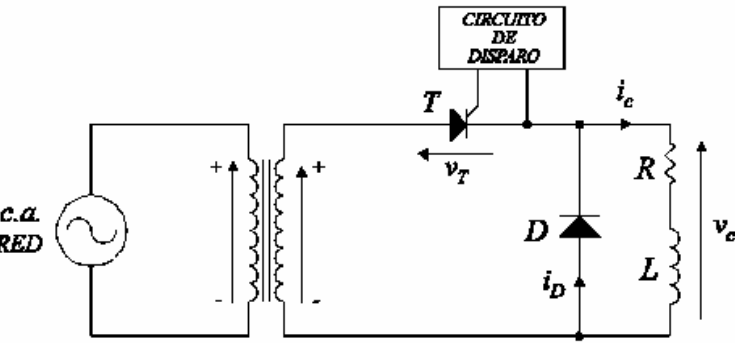 CIRCUITO
DE
DISPARO
T
i_c
+
+
v_T
R
c.a.
RED
D
v_c
L
i_D
-
-